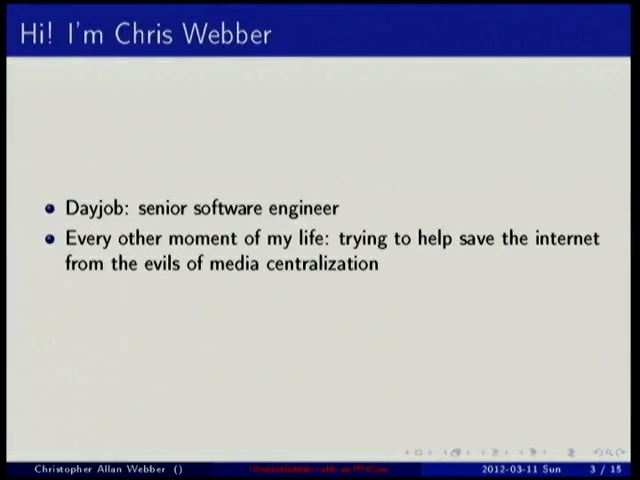 Hi! I'm Chris Webber
Dayjob: senior software engineer
Every other moment of my life: trying to help save the internet
from the evils of media centralization
Christopher Allan Webber ()
2012-03-11 Sun
3 / 15